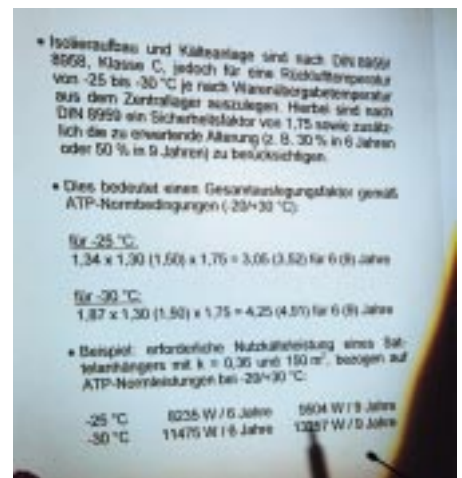 • Isolieraufbau und Kälteanlage sind nach DIN 8959/
8958, Klasse C, jedoch für eine Rücklufttemperatur
von -25 bis -30 °C je nach Warenübergabetemperatur
aus dem Zentrallager auszulegen. Hierbei sind nach
DIN 8959 ein Sicherheitsfaktor von 1,75 sowie zusätz-
lich die zu erwartende Alterung (z. B. 30 % in 6 Jahren
oder 50 % in 9 Jahren) zu berücksichtigen.
• Dies bedeutet einen Gesamtauslegungsfaktor gemäß
ATP-Normbedingungen (-20/+30 °C):
für -25 °C:
1,34 x 1,30 (1,50) x 1,75 = 3,05 (3,52) für 6 (9) Jahre
für -30 °C:
1,87 x 1,30 (1,50) x 1,75 = 4,25 (4,91) für 6 (9) Jahre
• Beispiel: erforderliche Nutzkälteleistung eines Sat-
telanhängers mit k = 0,36 und 150 m², bezogen auf
ATP-Normleistungen bei -20/+30 °C:
-25 °C 8235 W / 6 Jahre 9504 W / 9 Jahre
-30 °C 11475 W / 6 Jahre W / 9 Jahre